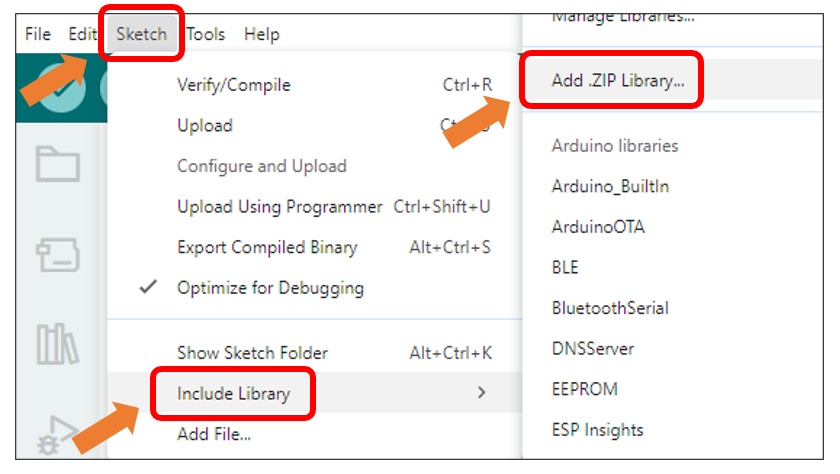 File Edit Sketch Tools Help
Verify/Compile Ctrl+R
Upload
Configure and Upload
Upload Using Programmer Ctrl+Shift+U
Export Compiled Binary Alt+Ctrl+S
Optimize for Debugging
Show Sketch Folder Alt+Ctrl+K
Include Library
Add File...
Manage Libraries...
Add .ZIP Library...
Arduino libraries
Arduino_BuiltIn
ArduinoOTA
BLE
BluetoothSerial
DNSServer
EEPROM
ESP Insights